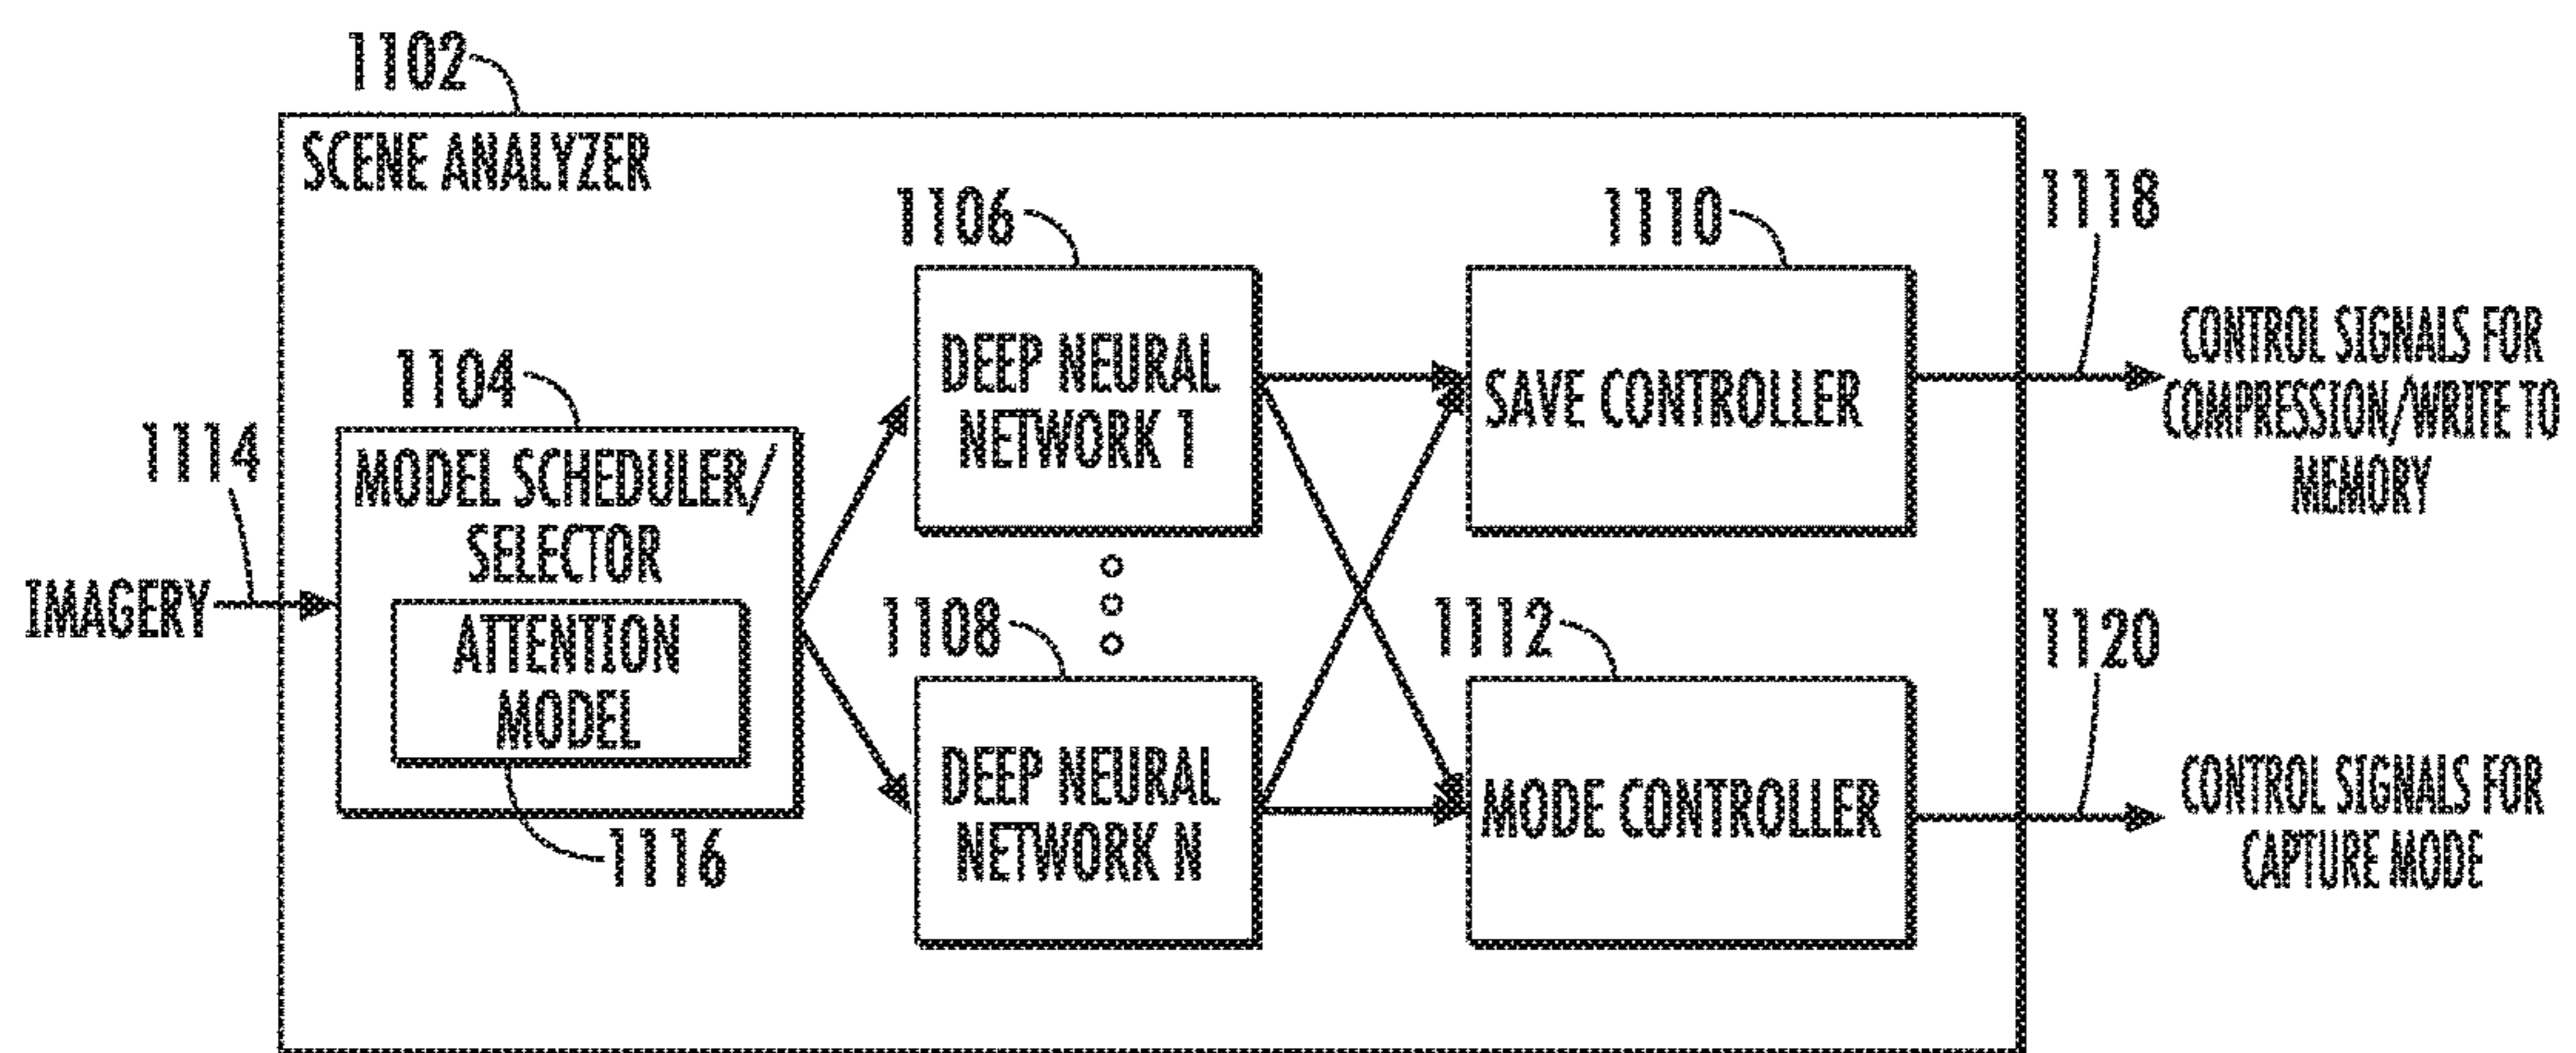 1102
SCENE ANALYZER
1106
1110
1118
1104
1114
MODEL SCHEDULER/
SELECTOR
ATTENTION
MODEL
1116
IMAGERY
DEEP NEURAL
NETWORK 1
1108
DEEP NEURAL
NETWORK N
SAVE CONTROLLER
1112
MODE CONTROLLER
CONTROL SIGNALS FOR
COMPRESSION/WRITE TO
MEMORY
1120
CONTROL SIGNALS FOR
CAPTURE MODE